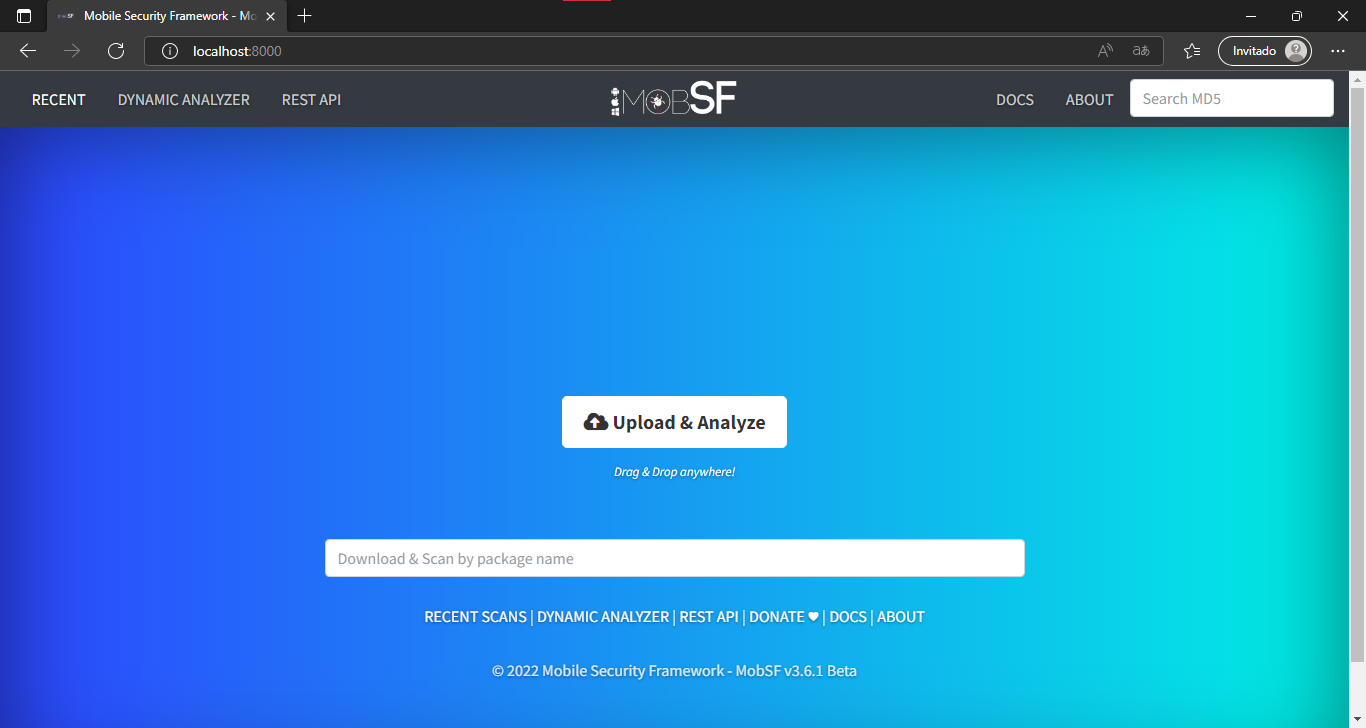 Mobile Security Framework - Mo
localhost:8000
Invitado
RECENT
DYNAMIC ANALYZER
REST API
MOBSF
DOCS
ABOUT
Search MD5
Upload & Analyze
Drag & Drop anywhere!
Download & Scan by package name
RECENT SCANS | DYNAMIC ANALYZER | REST API | DONATE ♥ | DOCS | ABOUT
© 2022 Mobile Security Framework - MobSF v3.6.1 Beta